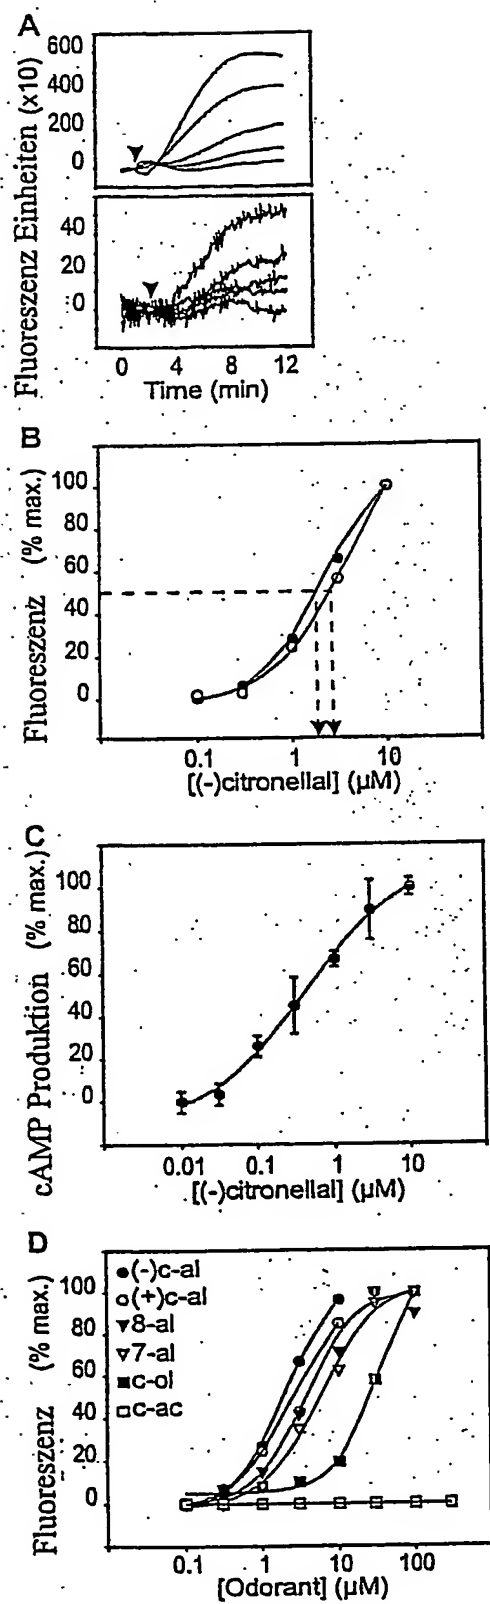 A
Fluoreszenz Einheiten (x10)
600
400
200
0
40
20
0
0 4 8 12
Time (min)
B
Fluoreszenz (% max.)
100
80
60
40
20
0
0.1 1 10
[(-)citronellal] (µM)
C
cAMP Produktion (% max.)
100
80
60
40
20
0
0.01 0.1 1 10
[(-)citronellal] (µM)
D
Fluoreszenz (% max.)
100
80
60
40
20
0
(-)c-al
(+)c-al
8-al
7-al
c-ol
c-ac
0.1 1 10 100
[Odorant] (µM)